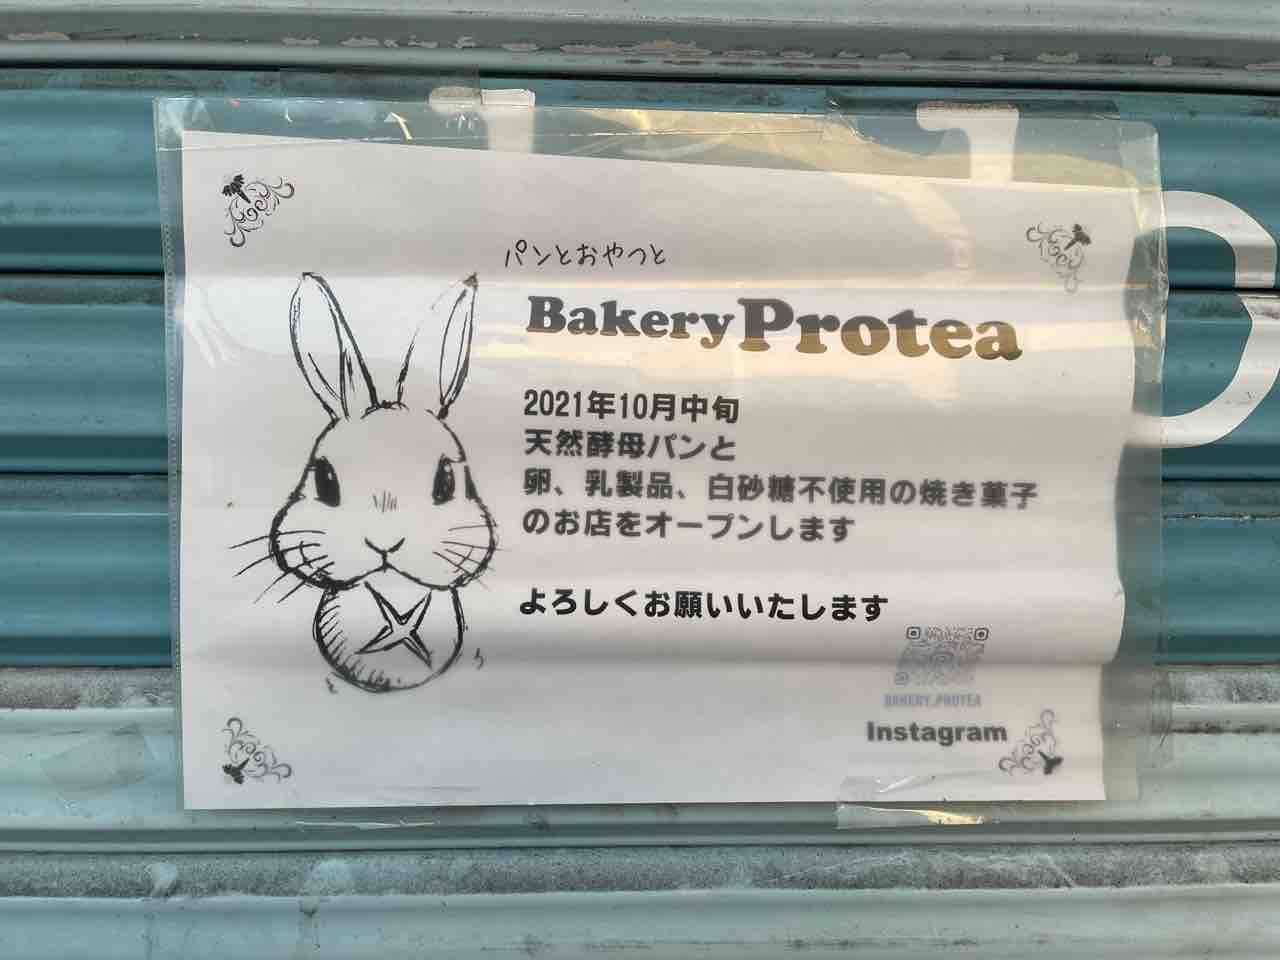 パンとおやつと
Bakery Protea
2021年10月中旬
天然酵母パンと
卵、乳製品、白砂糖不使用の焼き菓子
のお店をオープンします
よろしくお願いいたします
BAKERY.PROTEA
Instagram